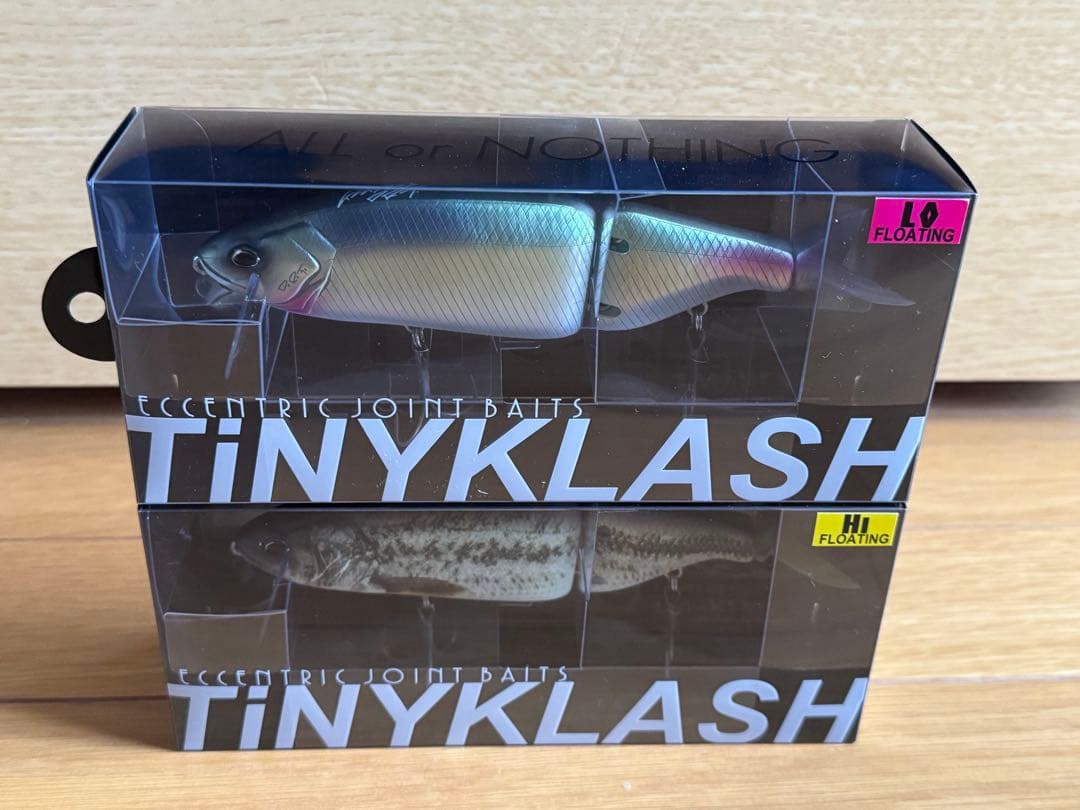 ALL or NOTHING
LO
FLOATING
D.R.T.
ECCENTRIC JOINT BAITS
TiNYKLASH
Hi
FLOATING
ECCENTRIC JOINT BAITS
TiNYKLASH